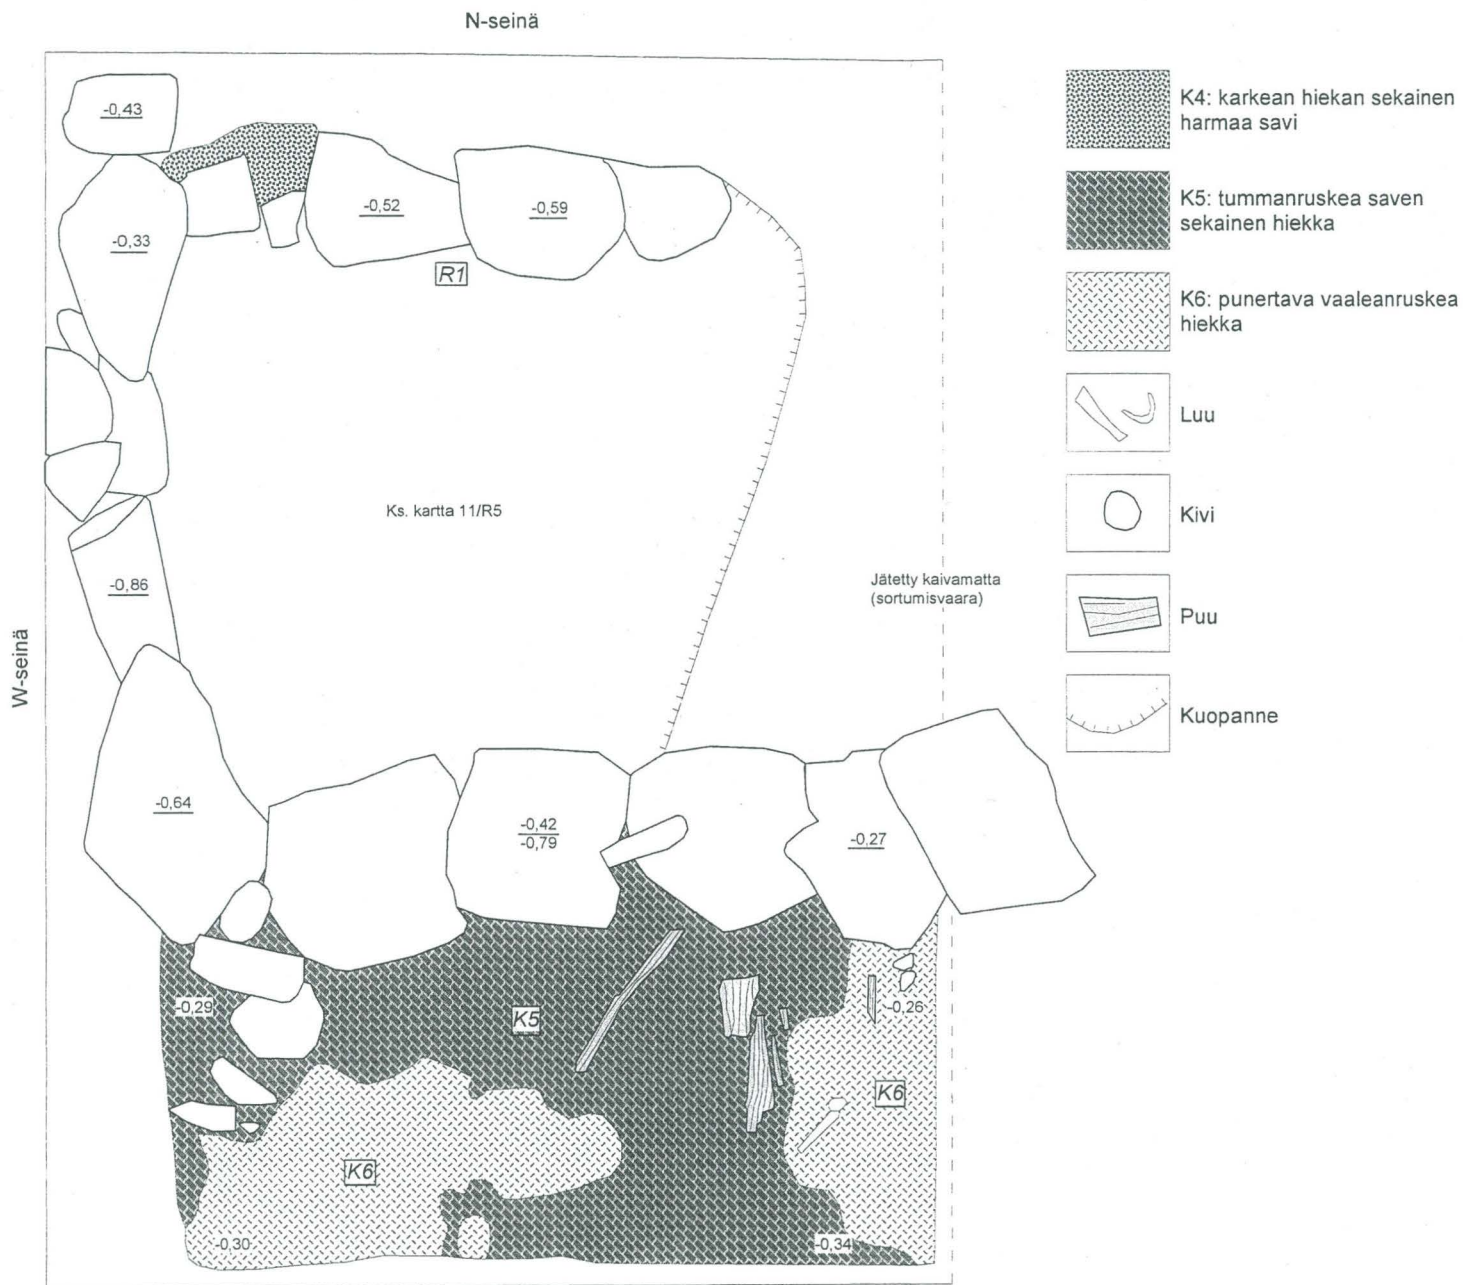 N-seinä
-0,43
-0,33
-0,52
-0,59
R1
Ks. kartta 11/R5
-0,86
Jätetty kaivamatta
(sortumisvaara)
W-seinä
-0,64
-0,42
-0,79
-0,27
-0,29
K5
-0,26
K6
K6
-0,30
-0,34
K4: karkean hiekan sekainen
harmaa savi
K5: tummanruskea saven
sekainen hiekka
K6: punertava vaaleanruskea
hiekka
Luu
Kivi
Puu
Kuopanne